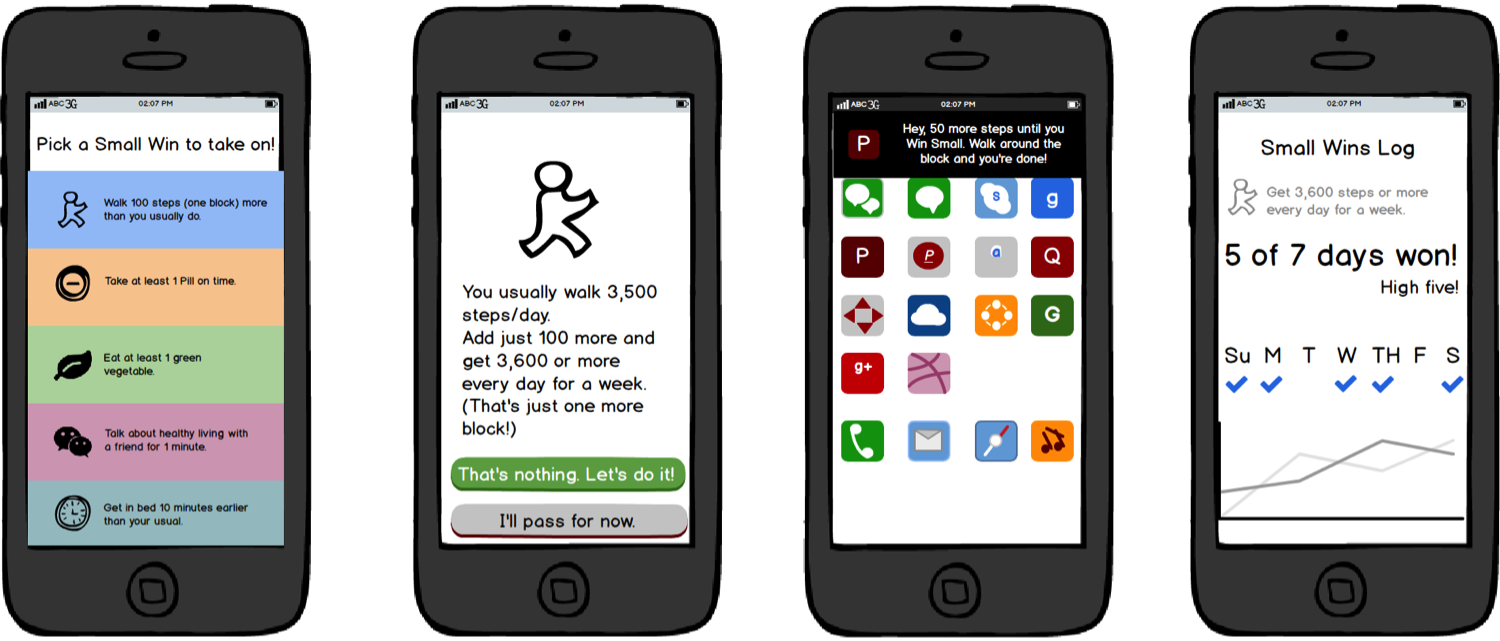 ABC 3G 02:07 PM
Pick a Small Win to take on!
Walk 100 steps (one block) more
than you usually do.
Take at least 1 Pill on time.
Eat at least 1 green
vegetable.
Talk about healthy living with
a friend for 1 minute.
Get in bed 10 minutes earlier
than your usual.
ABC 3G 02:07 PM
You usually walk 3,500
steps/day.
Add just 100 more and
get 3,600 or more
every day for a week.
(That's just one more
block!)
That's nothing. Let's do it!
I'll pass for now.
ABC 3G 02:07 PM
P
Hey, 50 more steps until you
Win Small. Walk around the
block and you're done!
S g
P P a Q
G
g+
ABC 3G 02:07 PM
Small Wins Log
Get 3,600 steps or more
every day for a week.
5 of 7 days won!
High five!
Su M T W TH F S